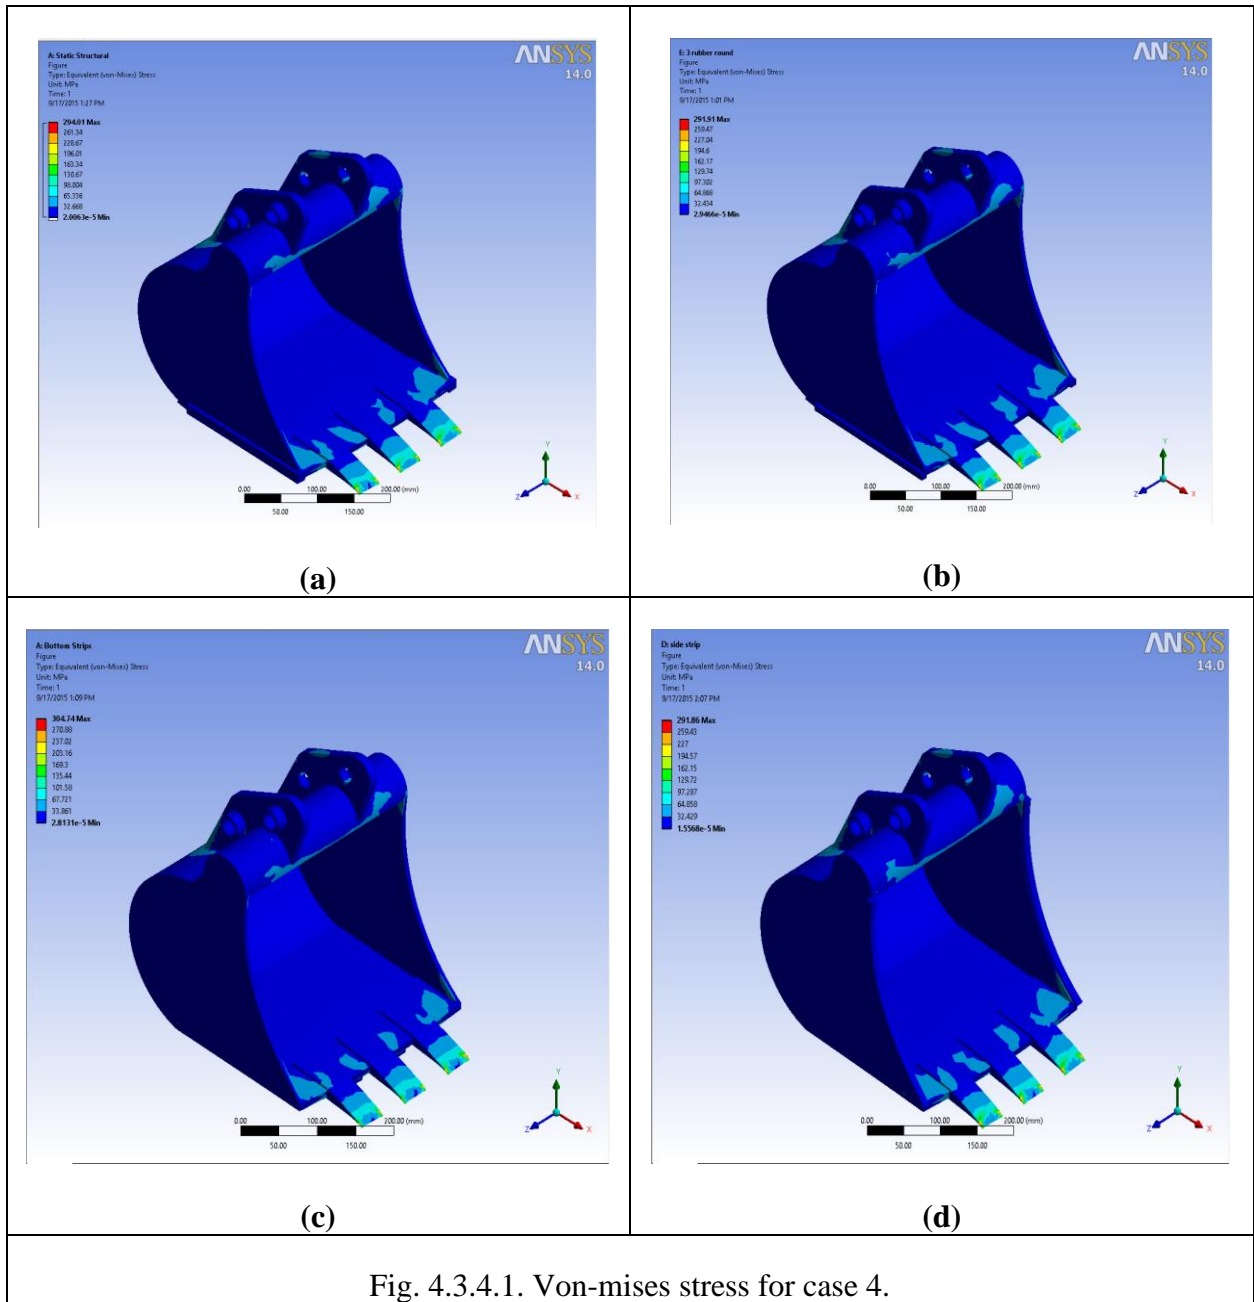 A: Static Structural
Figure
Type: Equivalent (von-Mises) Stress
Unit: MPa
Time: 1
9/17/2015 1:27 PM
ANSYS
14.0
294.01 Max
261.34
228.67
196.01
163.34
130.67
98.004
65.336
32.668
2.0063e-5 Min
Y
Z
X
0.00 100.00 200.00 (mm)
50.00 150.00
(a)
E: 3 rubber round
Figure
Type: Equivalent (von-Mises) Stress
Unit: MPa
Time: 1
9/17/2015 1:01 PM
ANSYS
14.0
291.91 Max
259.47
227.04
194.6
162.17
129.74
97.302
64.868
32.434
2.9466e-5 Min
Y
Z
X
0.00 100.00 200.00 (mm)
50.00 150.00
(b)
A: Bottom Strips
Figure
Type: Equivalent (von-Mises) Stress
Unit: MPa
Time: 1
9/17/2015 1:09 PM
ANSYS
14.0
304.74 Max
270.88
237.02
203.16
169.3
135.44
101.58
67.721
33.861
2.8131e-5 Min
Y
Z
X
0.00 100.00 200.00 (mm)
50.00 150.00
(c)
D: side strip
Figure
Type: Equivalent (von-Mises) Stress
Unit: MPa
Time: 1
9/17/2015 2:07 PM
ANSYS
14.0
291.86 Max
259.43
227
194.57
162.15
129.72
97.287
64.858
32.429
1.5568e-5 Min
Y
Z
X
0.00 100.00 200.00 (mm)
50.00 150.00
(d)
Fig. 4.3.4.1. Von-mises stress for case 4.